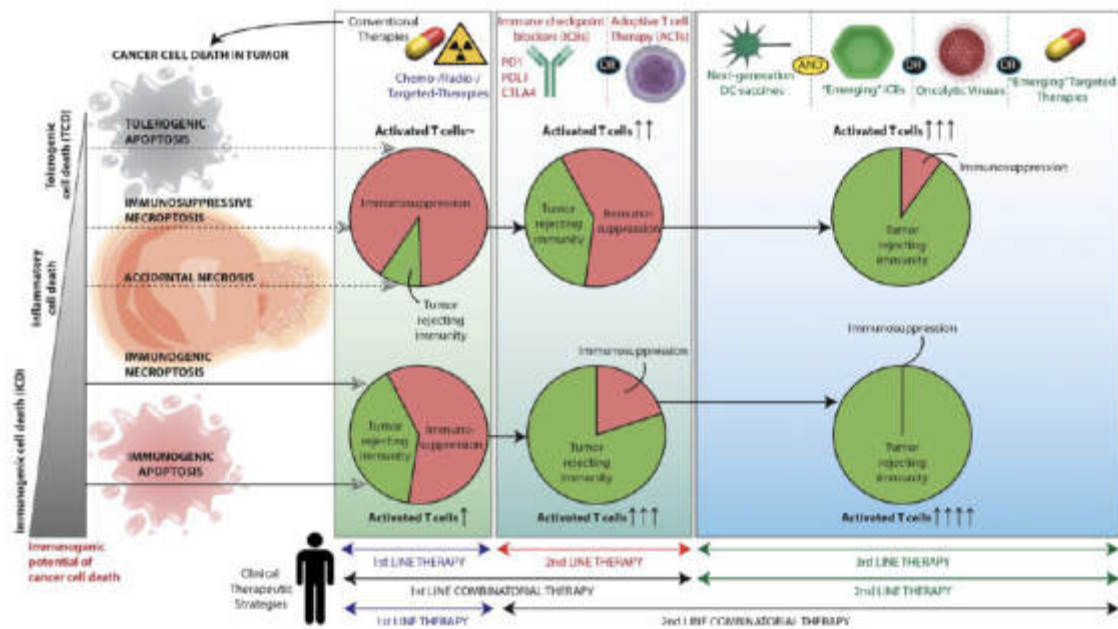 CANCER CELL DEATH IN TUMOR
Conventional
Therapies
Chemo-/Radio-/
Targeted-Therapies
Immune checkpoint
blockers (ICBs)
PD1
PDL1
CTLA4
OR
Adoptive T cell
Therapy (ACTs)
Next-generation
DC vaccines
AND
"Emerging" ICBs
OR
Oncolytic Viruses
OR
"Emerging" Targeted
Therapies
Tolerogenic
cell death (TCD)
Inflammatory
cell death
Immunogenic cell death (ICD)
TOLEROGENIC
APOPTOSIS
IMMUNOSUPPRESSIVE
NECROPTOSIS
ACCIDENTAL NECROSIS
IMMUNOGENIC
NECROPTOSIS
IMMUNOGENIC
APOPTOSIS
Immunogenic
potential of
cancer cell death
Activated T cells~
Immunosuppression
Tumor
rejecting
immunity
Activated T cells ↑↑
Tumor
rejecting
immunity
Immuno-
suppression
Activated T cells ↑↑↑
Immunosuppression
Tumor
rejecting
immunity
Tumor
rejecting
immunity
Immuno-
suppression
Activated T cells ↑
Immunosuppression
Tumor
rejecting
immunity
Activated T cells ↑↑↑
Immunosuppression
Tumor
rejecting
immunity
Activated T cells ↑↑↑↑
Clinical
Therapeutic
Strategies
1st LINE THERAPY
2nd LINE THERAPY
3rd LINE THERAPY
1st LINE COMBINATORIAL THERAPY
2nd LINE THERAPY
1st LINE THERAPY
2nd LINE COMBINATORIAL THERAPY